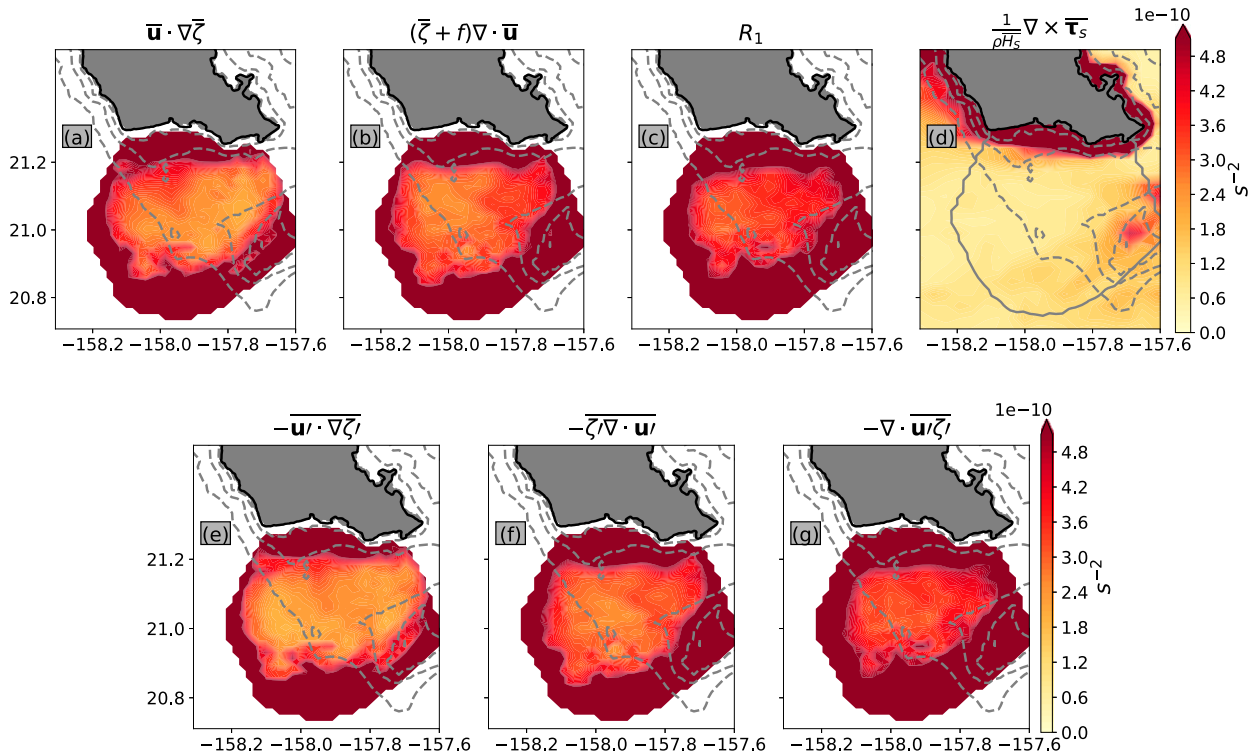 u̅ · ∇ζ̅
(ζ̅ + f)∇ · u̅
R₁
1/(ρH̅ₛ) ∇ × τ̅ₛ
1e−10
(a)
(b)
(c)
(d)
21.2
21.0
20.8
−158.2 −158.0 −157.8 −157.6
−158.2 −158.0 −157.8 −157.6
−158.2 −158.0 −157.8 −157.6
−158.2 −158.0 −157.8 −157.6
4.8
4.2
3.6
3.0
2.4
1.8
1.2
0.6
0.0
s⁻²
−\overline{u′ · ∇ζ′}
−\overline{ζ′∇ · u′}
−∇ · \overline{u′ζ′}
1e−10
(e)
(f)
(g)
21.2
21.0
20.8
−158.2 −158.0 −157.8 −157.6
−158.2 −158.0 −157.8 −157.6
−158.2 −158.0 −157.8 −157.6
4.8
4.2
3.6
3.0
2.4
1.8
1.2
0.6
0.0
s⁻²